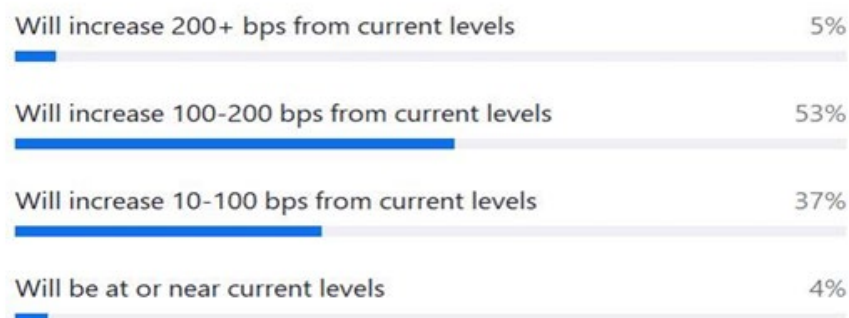 Will increase 200+ bps from current levels 5%
Will increase 100-200 bps from current levels 53%
Will increase 10-100 bps from current levels 37%
Will be at or near current levels 4%